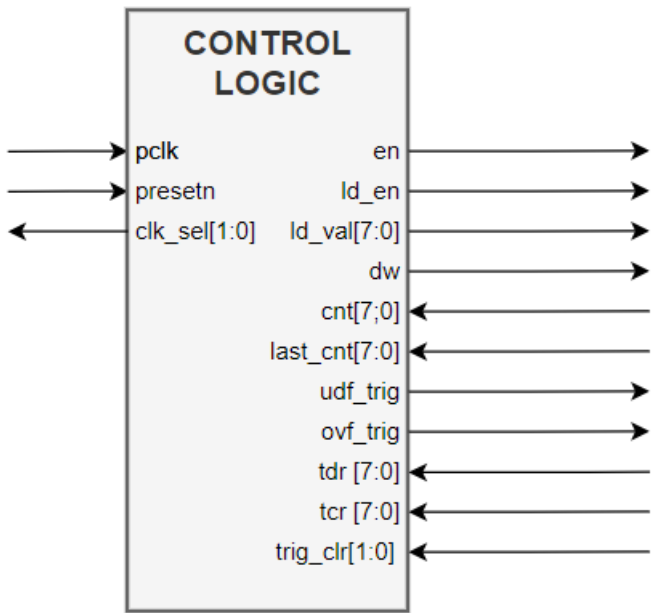 CONTROL
LOGIC
pclk
en
presetn
ld_en
clk_sel[1:0]
ld_val[7:0]
dw
cnt[7;0]
last_cnt[7:0]
udf_trig
ovf_trig
tdr [7:0]
tcr [7:0]
trig_clr[1:0]